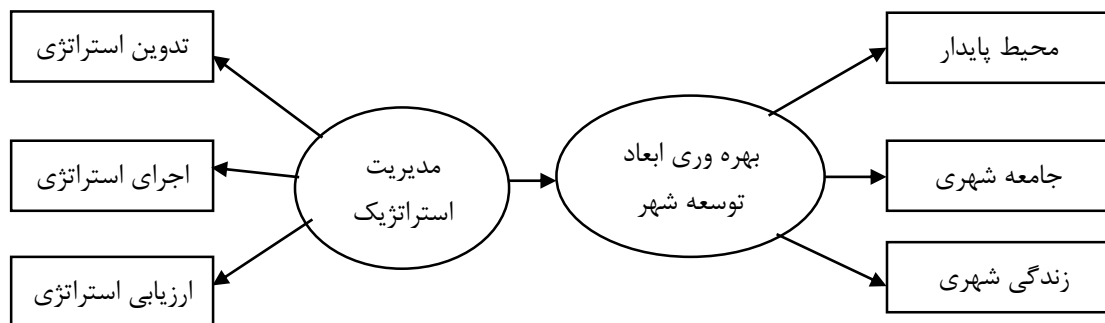 محیط پایدار
تدوین استراتژی
بهره وری ابعاد
توسعه شهر
مدیریت
استراتژیک
جامعه شهری
اجرای استراتژی
زندگی شهری
ارزیابی استراتژی